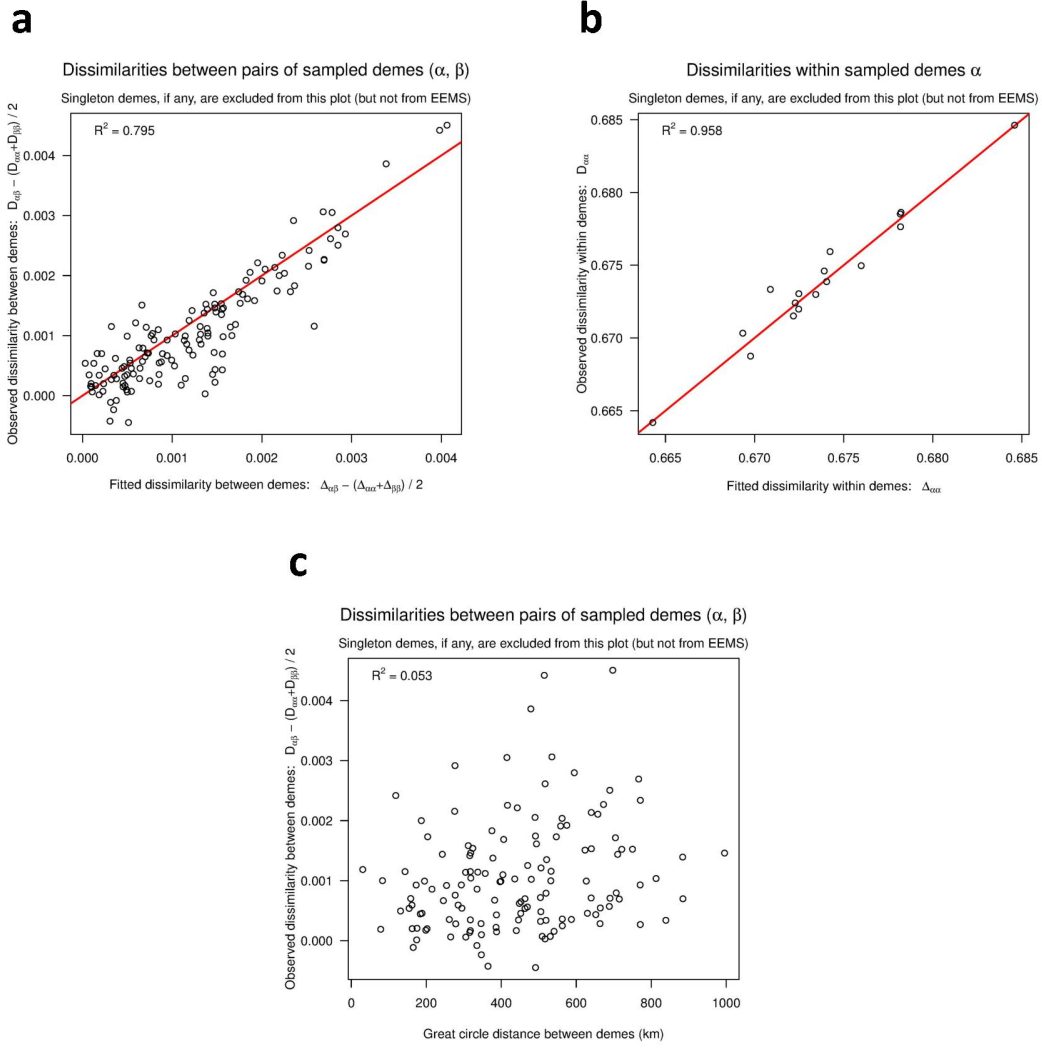 a
Dissimilarities between pairs of sampled demes (α, β)
Singleton demes, if any, are excluded from this plot (but not from EEMS)
R² = 0.795
Observed dissimilarity between demes: Dαβ − (Dαα+Dββ) / 2
0.004
0.003
0.002
0.001
0.000
0.000 0.001 0.002 0.003 0.004
Fitted dissimilarity between demes: Δαβ − (Δαα+Δββ) / 2
b
Dissimilarities within sampled demes α
Singleton demes, if any, are excluded from this plot (but not from EEMS)
R² = 0.958
Observed dissimilarity within demes: Dαα
0.685
0.680
0.675
0.670
0.665
0.665 0.670 0.675 0.680 0.685
Fitted dissimilarity within demes: Δαα
c
Dissimilarities between pairs of sampled demes (α, β)
Singleton demes, if any, are excluded from this plot (but not from EEMS)
R² = 0.053
Observed dissimilarity between demes: Dαβ − (Dαα+Dββ) / 2
0.004
0.003
0.002
0.001
0.000
0 200 400 600 800 1000
Great circle distance between demes (km)